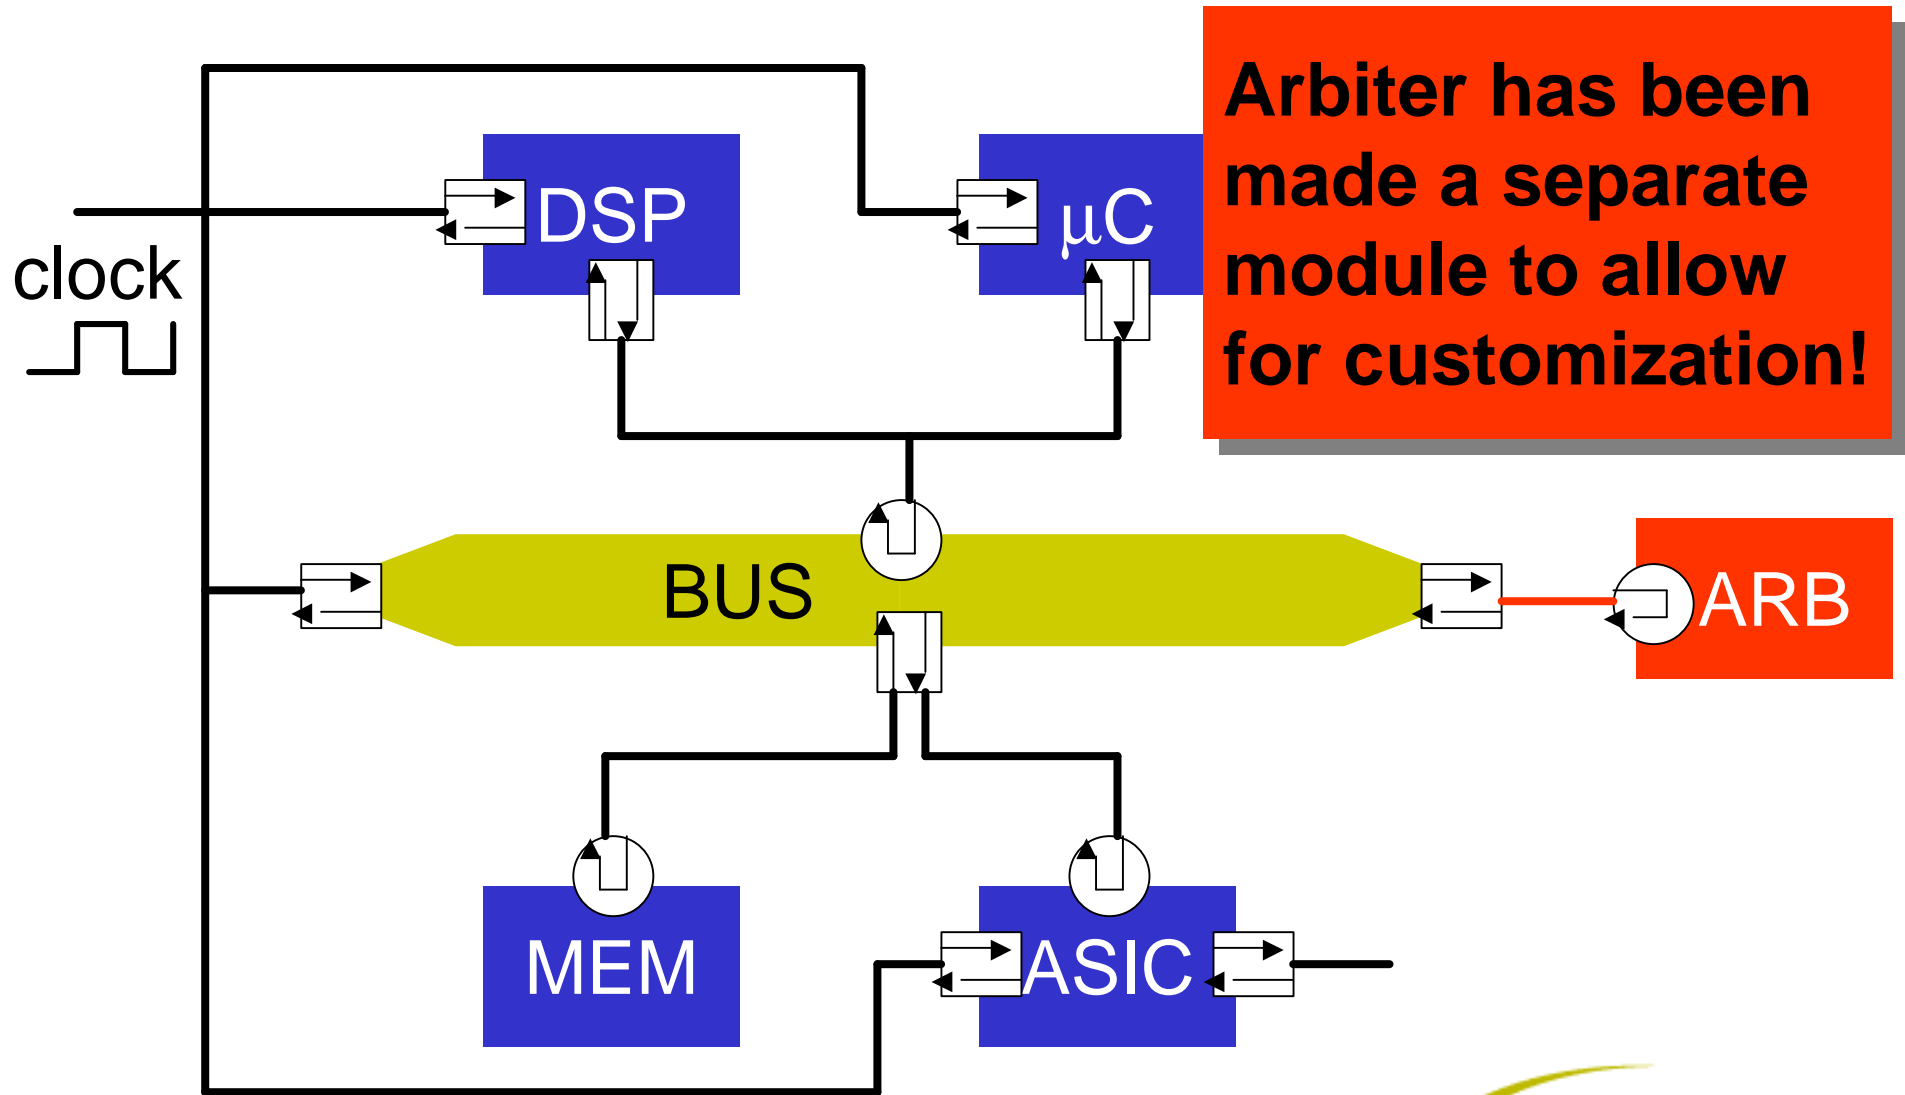 Arbiter has been
made a separate
module to allow
for customization!
DSP
µC
clock
BUS
ARB
MEM
ASIC